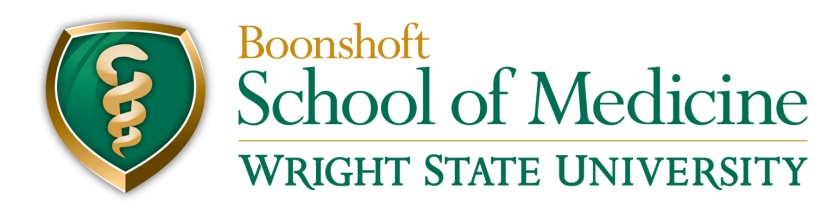 Boonshoft
School of Medicine
WRIGHT STATE UNIVERSITY